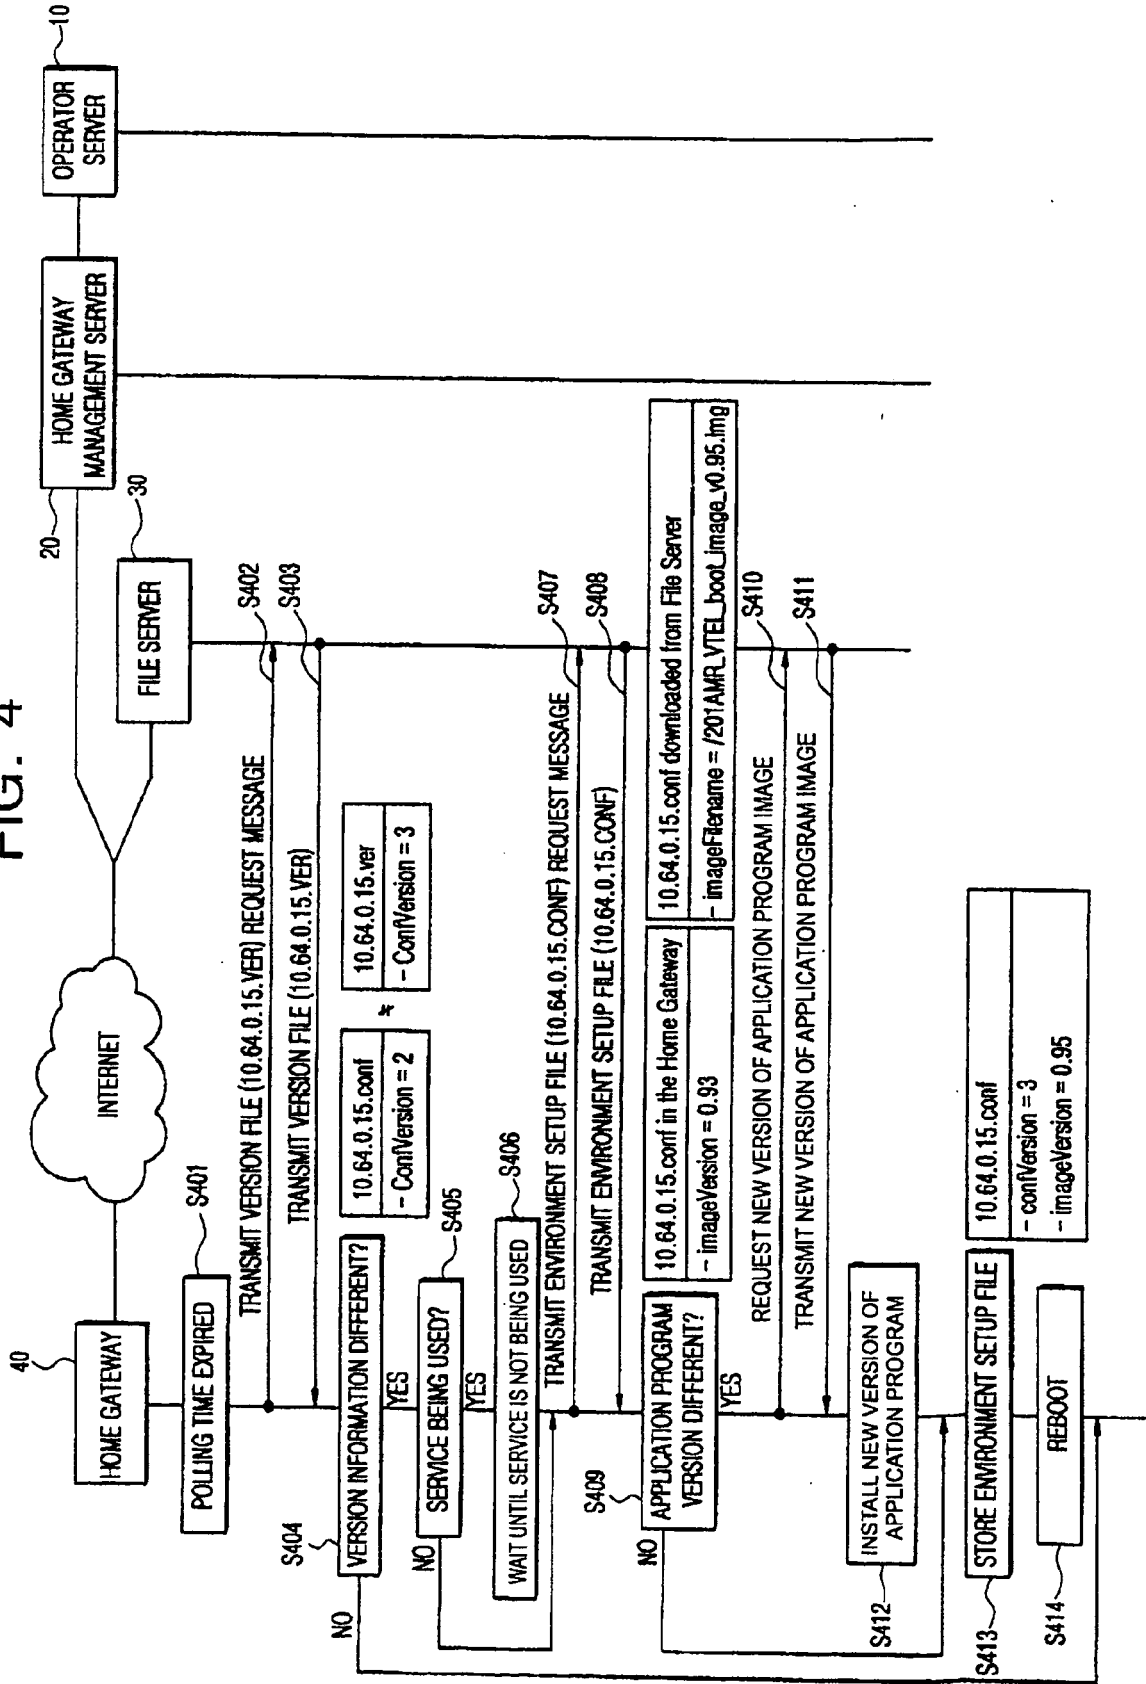 FIG. 4
HOME GATEWAY
40
INTERNET
FILE SERVER
30
HOME GATEWAY
MANAGEMENT SERVER
20
OPERATOR
SERVER
10
POLLING TIME EXPIRED
S401
TRANSMIT VERSION FILE (10.64.0.15.VER) REQUEST MESSAGE
S402
TRANSMIT VERSION FILE (10.64.0.15.VER)
S403
VERSION INFORMATION DIFFERENT?
S404
NO
YES
10.64.0.15.conf
- ConfVersion = 2
≠
10.64.0.15.ver
- ConfVersion = 3
SERVICE BEING USED?
S405
NO
YES
WAIT UNTIL SERVICE IS NOT BEING USED
S406
TRANSMIT ENVIRONMENT SETUP FILE (10.64.0.15.CONF) REQUEST MESSAGE
S407
TRANSMIT ENVIRONMENT SETUP FILE (10.64.0.15.CONF)
S408
APPLICATION PROGRAM
VERSION DIFFERENT?
S409
NO
YES
10.64.0.15.conf in the Home Gateway
- imageVersion = 0.93
10.64.0.15.conf downloaded from File Server
- imageFilename = /201AMR_VTEL_boot_image_v0.95.img
REQUEST NEW VERSION OF APPLICATION PROGRAM IMAGE
S410
TRANSMIT NEW VERSION OF APPLICATION PROGRAM IMAGE
S411
INSTALL NEW VERSION OF
APPLICATION PROGRAM
S412
STORE ENVIRONMENT SETUP FILE
S413
10.64.0.15.conf
- confVersion = 3
- imageVersion = 0.95
REBOOT
S414